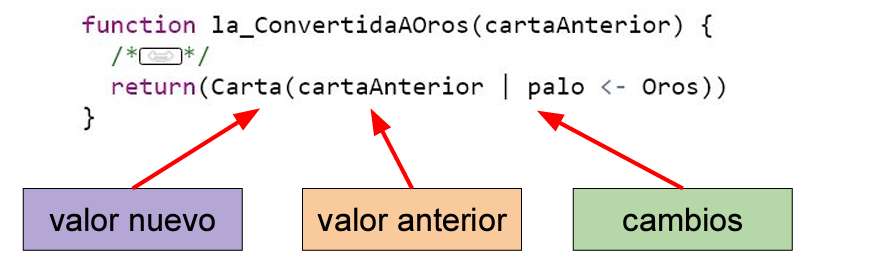 function la_ConvertidaAOros(cartaAnterior) {
/* */
return(Carta(cartaAnterior | palo <- Oros))
}
valor nuevo
valor anterior
cambios